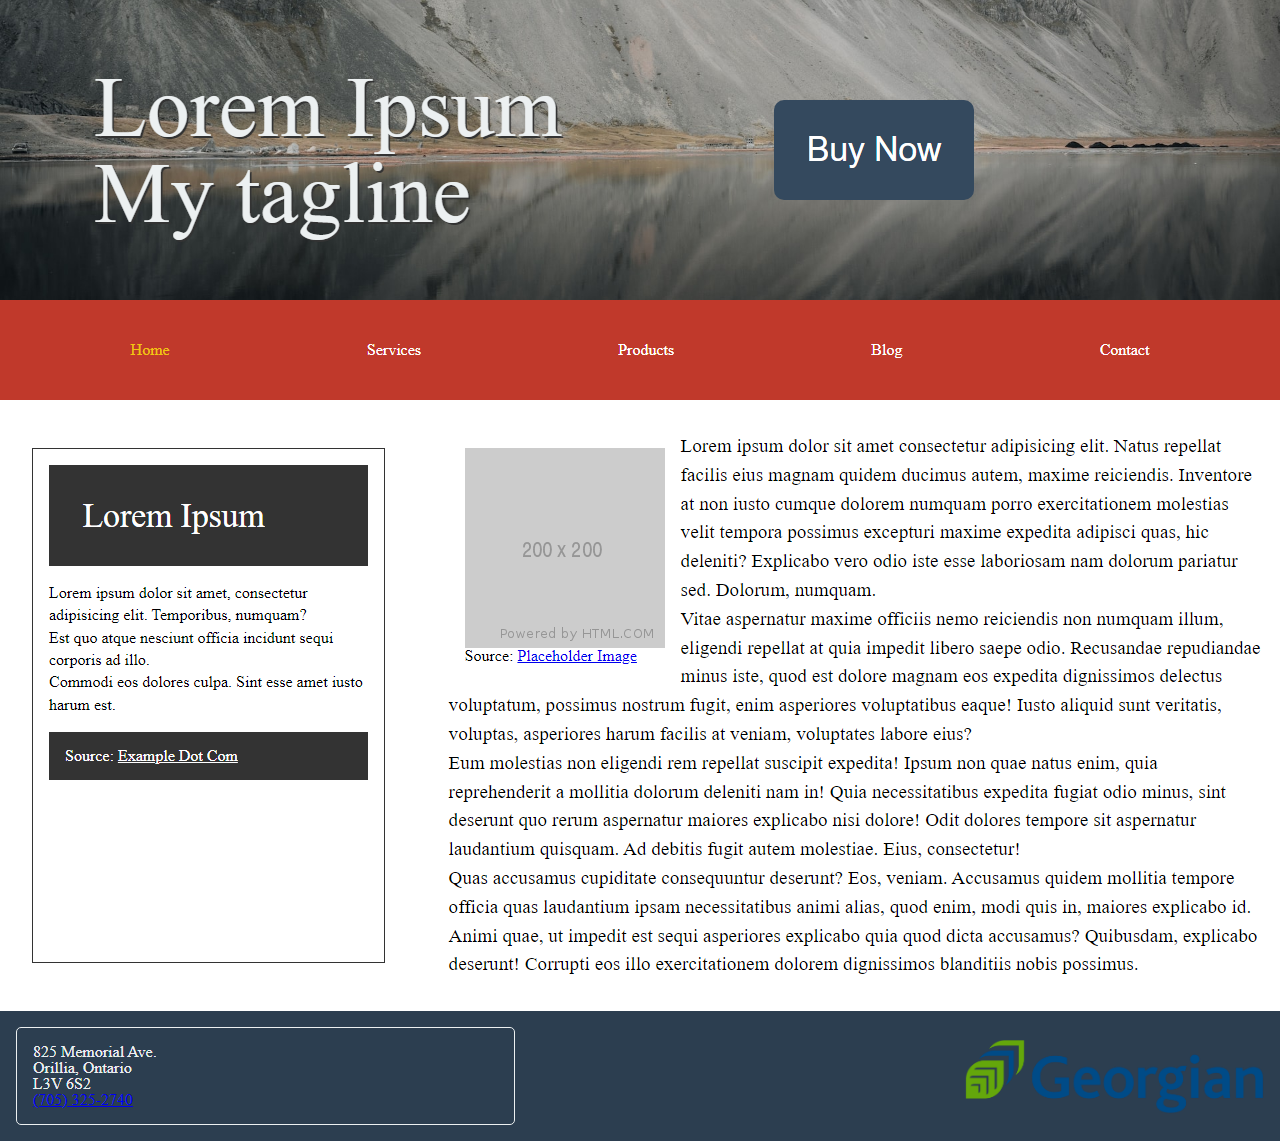 Lorem Ipsum
My tagline
Buy Now
Home
Services
Products
Blog
Contact
Lorem Ipsum
Lorem ipsum dolor sit amet, consectetur
adipisicing elit. Temporibus, numquam?
Est quo atque nesciunt officia incidunt sequi
corporis ad illo.
Commodi eos dolores culpa. Sint esse amet iusto
harum est.
Source: Example Dot Com
200 x 200
Powered by HTML.COM
Source: Placeholder Image
Lorem ipsum dolor sit amet consectetur adipisicing elit. Natus repellat
facilis eius magnam quidem ducimus autem, maxime reiciendis. Inventore
at non iusto cumque dolorem numquam porro exercitationem molestias
velit tempora possimus excepturi maxime expedita adipisci quas, hic
deleniti? Explicabo vero odio iste esse laboriosam nam dolorum pariatur
sed. Dolorum, numquam.
Vitae aspernatur maxime officiis nemo reiciendis non numquam illum,
eligendi repellat at quia impedit libero saepe odio. Recusandae repudiandae
minus iste, quod est dolore magnam eos expedita dignissimos delectus
voluptatum, possimus nostrum fugit, enim asperiores voluptatibus eaque! Iusto aliquid sunt veritatis,
voluptas, asperiores harum facilis at veniam, voluptates labore eius?
Eum molestias non eligendi rem repellat suscipit expedita! Ipsum non quae natus enim, quia
reprehenderit a mollitia dolorum deleniti nam in! Quia necessitatibus expedita fugiat odio minus, sint
deserunt quo rerum aspernatur maiores explicabo nisi dolore! Odit dolores tempore sit aspernatur
laudantium quisquam. Ad debitis fugit autem molestiae. Eius, consectetur!
Quas accusamus cupiditate consequuntur deserunt? Eos, veniam. Accusamus quidem mollitia tempore
officia quas laudantium ipsam necessitatibus animi alias, quod enim, modi quis in, maiores explicabo id.
Animi quae, ut impedit est sequi asperiores explicabo quia quod dicta accusamus? Quibusdam, explicabo
deserunt! Corrupti eos illo exercitationem dolorem dignissimos blanditiis nobis possimus.
825 Memorial Ave.
Orillia, Ontario
L3V 6S2
(705) 325-2740
Georgian